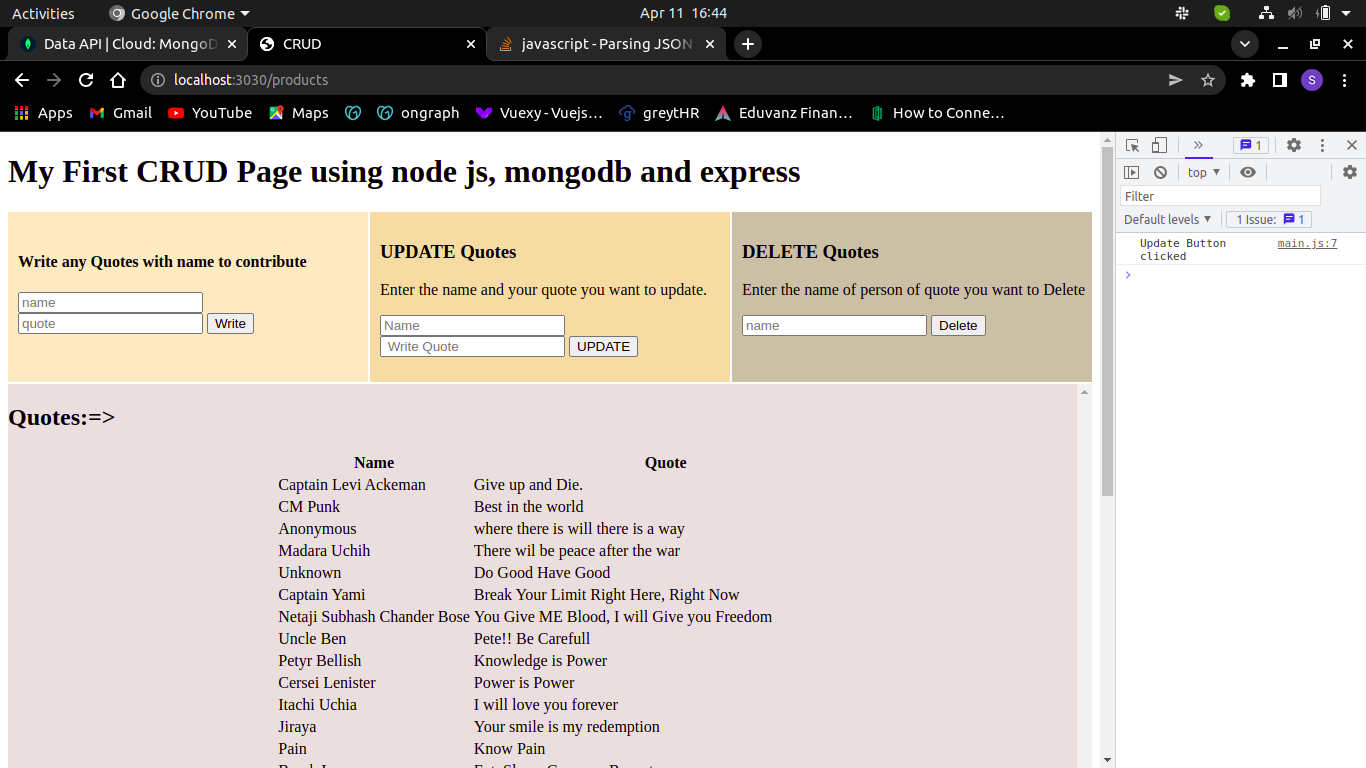 Activities Google Chrome Apr 11 16:44
Data API | Cloud: MongoD CRUD javascript - Parsing JSON
localhost:3030/products S
Apps Gmail YouTube Maps ongraph Vuexy - Vuejs… greytHR Eduvanz Finan… How to Conne…
My First CRUD Page using node js, mongodb and express
Write any Quotes with name to contribute
name
quote Write
UPDATE Quotes
Enter the name and your quote you want to update.
Name
Write Quote UPDATE
DELETE Quotes
Enter the name of person of quote you want to Delete
name Delete
Quotes:=>
Name Quote
Captain Levi Ackeman Give up and Die.
CM Punk Best in the world
Anonymous where there is will there is a way
Madara Uchih There wil be peace after the war
Unknown Do Good Have Good
Captain Yami Break Your Limit Right Here, Right Now
Netaji Subhash Chander Bose You Give ME Blood, I will Give you Freedom
Uncle Ben Pete!! Be Carefull
Petyr Bellish Knowledge is Power
Cersei Lenister Power is Power
Itachi Uchia I will love you forever
Jiraya Your smile is my redemption
Pain Know Pain
1
top
Filter
Default levels 1 Issue: 1
Update Button main.js:7
clicked